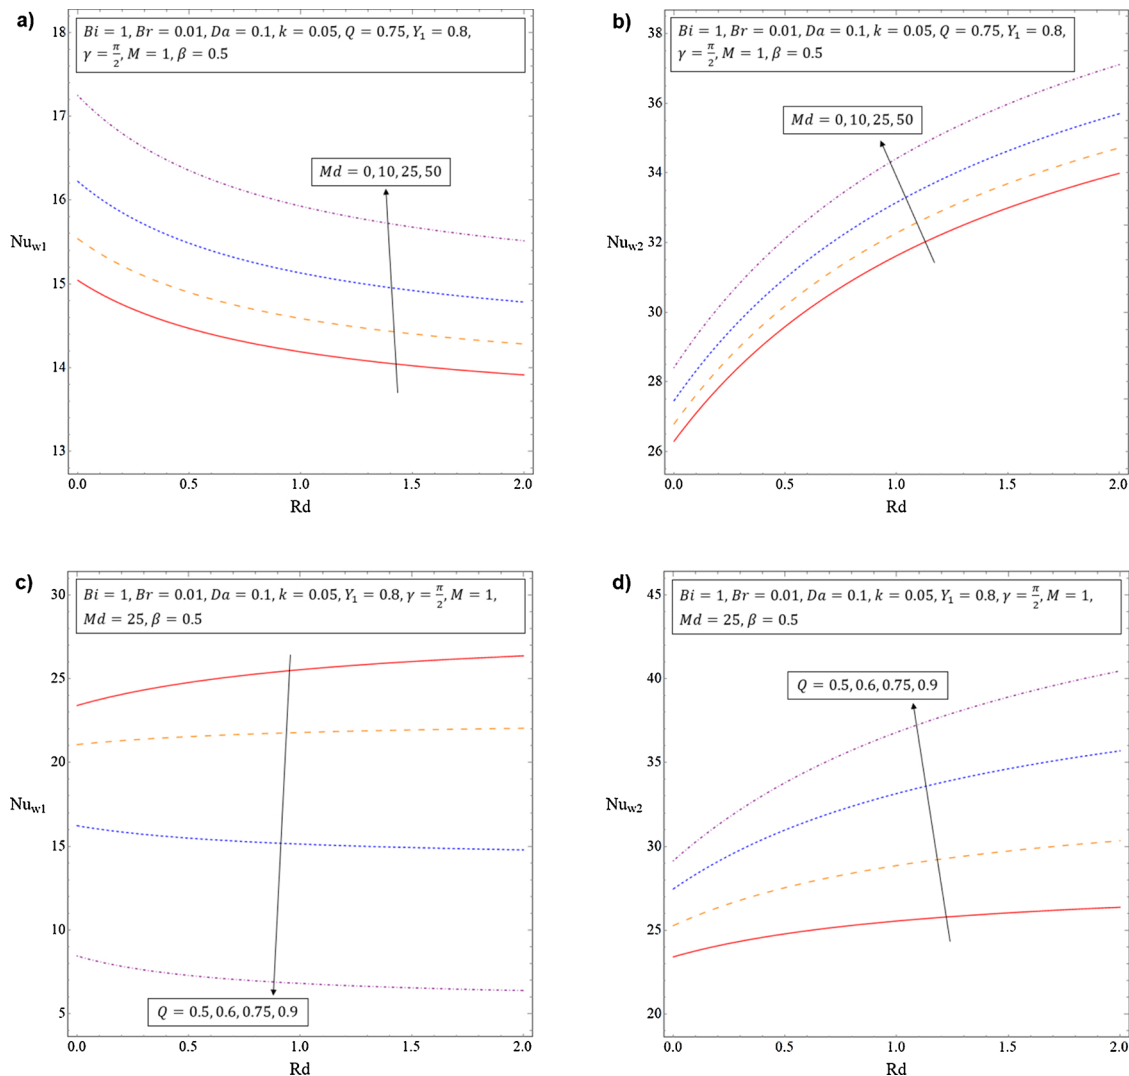 a)
Bi = 1, Br = 0.01, Da = 0.1, k = 0.05, Q = 0.75, Y₁ = 0.8,
γ = π/2, M = 1, β = 0.5
Md = 0, 10, 25, 50
18
17
16
15
14
13
Nu_w1
0.0 0.5 1.0 1.5 2.0
Rd
b)
Bi = 1, Br = 0.01, Da = 0.1, k = 0.05, Q = 0.75, Y₁ = 0.8,
γ = π/2, M = 1, β = 0.5
Md = 0, 10, 25, 50
38
36
34
32
30
28
26
Nu_w2
0.0 0.5 1.0 1.5 2.0
Rd
c)
Bi = 1, Br = 0.01, Da = 0.1, k = 0.05, Y₁ = 0.8, γ = π/2, M = 1,
Md = 25, β = 0.5
30
25
20
15
10
5
Nu_w1
Q = 0.5, 0.6, 0.75, 0.9
0.0 0.5 1.0 1.5 2.0
Rd
d)
Bi = 1, Br = 0.01, Da = 0.1, k = 0.05, Y₁ = 0.8, γ = π/2, M = 1,
Md = 25, β = 0.5
Q = 0.5, 0.6, 0.75, 0.9
45
40
35
30
25
20
Nu_w2
0.0 0.5 1.0 1.5 2.0
Rd